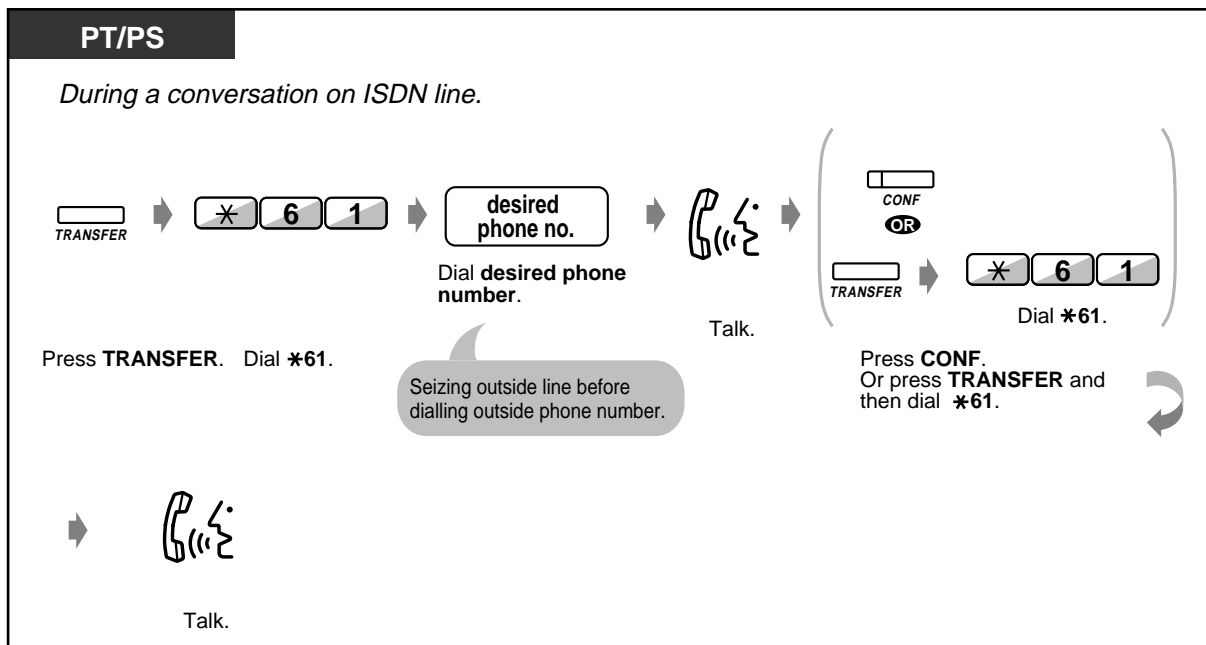 PT/PS
During a conversation on ISDN line.
TRANSFER
* 6 1
desired
phone no.
CONF
OR
TRANSFER
* 6 1
Dial desired phone
number.
Talk.
Dial *61.
Press TRANSFER. Dial *61.
Seizing outside line before
dialling outside phone number.
Press CONF.
Or press TRANSFER and
then dial *61.
Talk.